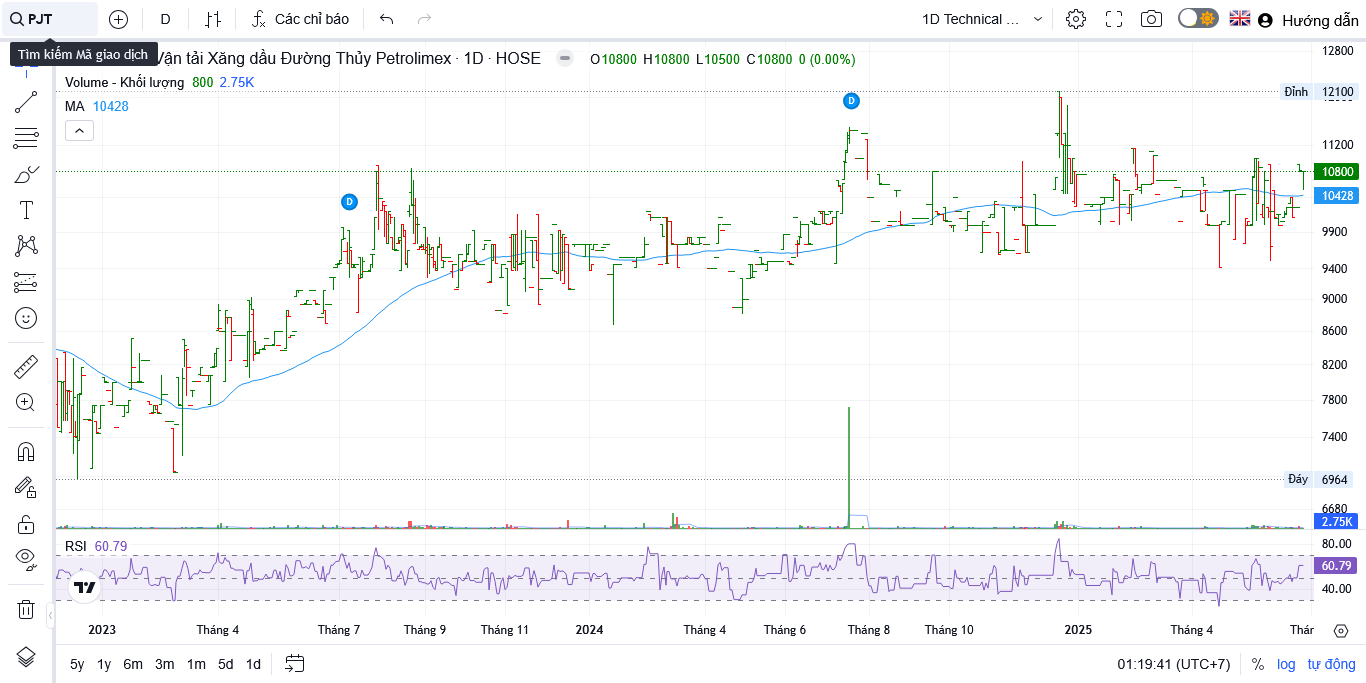 PJT
D
Các chỉ báo
1D Technical ...
Hướng dẫn
Tìm kiếm Mã giao dịch
Vận tải Xăng dầu Đường Thủy Petrolimex · 1D · HOSE
O10800 H10800 L10500 C10800 0 (0.00%)
Volume - Khối lượng 800 2.75K
MA 10428
D
D
12800
Đỉnh 12100
11200
10800
10428
9900
9400
9000
8600
8200
7800
7400
Đáy 6964
6680
2.75K
RSI 60.79
80.00
60.79
40.00
2023 Tháng 4 Tháng 7 Tháng 9 Tháng 11 2024 Tháng 4 Tháng 6 Tháng 8 Tháng 10 2025 Tháng 4 Thán
5y 1y 6m 3m 1m 5d 1d
01:19:41 (UTC+7) % log tự động